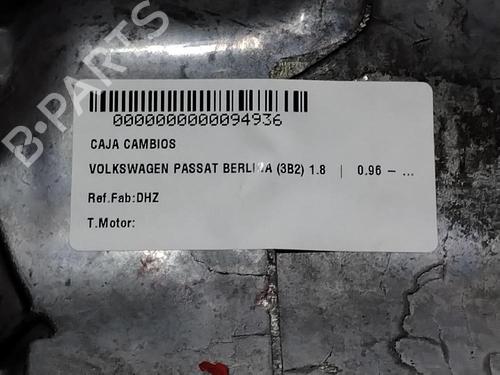 B-PARTS
0000000000094936
CAJA CAMBIOS
VOLKSWAGEN PASSAT BERLINA (3B2) 1.8 | 0.96 – ...
Ref.Fab:DHZ
T.Motor: